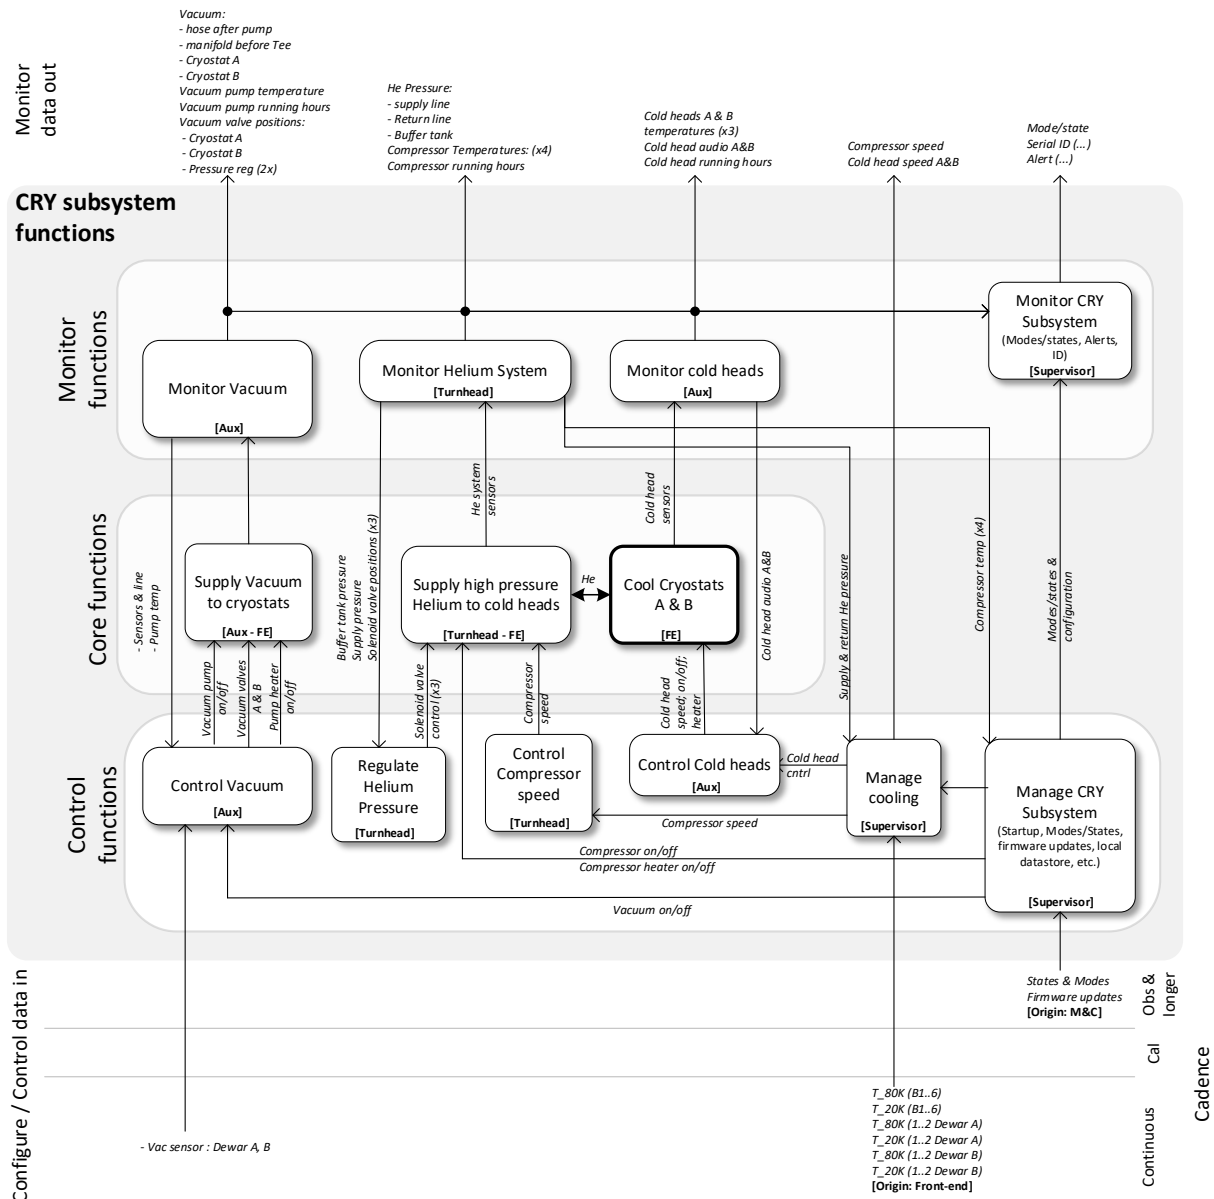 Monitor
data out
Vacuum:
- hose after pump
- manifold before Tee
- Cryostat A
- Cryostat B
Vacuum pump temperature
Vacuum pump running hours
Vacuum valve positions:
- Cryostat A
- Cryostat B
- Pressure reg (2x)
He Pressure:
- supply line
- Return line
- Buffer tank
Compressor Temperatures: (x4)
Compressor running hours
Cold heads A & B
temperatures (x3)
Cold head audio A&B
Cold head running hours
Compressor speed
Cold head speed A&B
Mode/state
Serial ID (...)
Alert (...)
CRY subsystem
functions
Monitor
functions
Monitor Vacuum
[Aux]
Monitor Helium System
[Turnhead]
Monitor cold heads
[Aux]
Monitor CRY
Subsystem
(Modes/states, Alerts,
ID)
[Supervisor]
Core functions
- Sensors & line
- Pump temp
Supply Vacuum
to cryostats
[Aux - FE]
Buffer tank pressure
Supply pressure
Solenoid valve positions (x3)
He system
sensors
Supply high pressure
Helium to cold heads
[Turnhead - FE]
He
Cold head
sensors
Cool Cryostats
A & B
[FE]
Cold head audio A&B
Supply & return He pressure
Compressor temp (x4)
Modes/states &
configuration
Vacuum pump
on/off
Vacuum valves
A & B
Pump heater
on/off
Solenoid valve
control (x3)
Compressor
speed
Cold head
speed; on/off;
heater
Control
functions
Control Vacuum
[Aux]
Regulate
Helium
Pressure
[Turnhead]
Control
Compressor
speed
[Turnhead]
Control Cold heads
[Aux]
Cold head
cntrl
Manage
cooling
[Supervisor]
Manage CRY
Subsystem
(Startup, Modes/States,
firmware updates, local
datastore, etc.)
[Supervisor]
Compressor speed
Compressor on/off
Compressor heater on/off
Vacuum on/off
Configure / Control data in
States & Modes
Firmware updates
[Origin: M&C]
Obs &
longer
Cal
Continuous
Cadence
- Vac sensor : Dewar A, B
T_80K (B1..6)
T_20K (B1..6)
T_80K (1..2 Dewar A)
T_20K (1..2 Dewar A)
T_80K (1..2 Dewar B)
T_20K (1..2 Dewar B)
[Origin: Front-end]